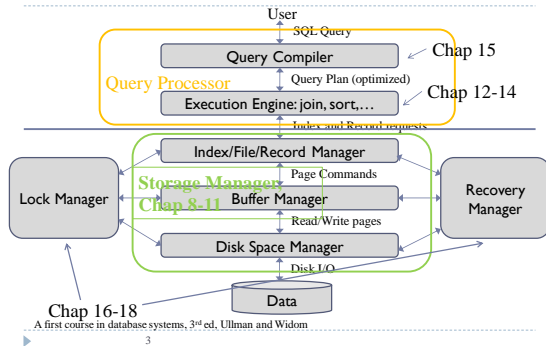 User
SQL Query
Query Compiler
Chap 15
Query Processor
Query Plan (optimized)
Execution Engine: join, sort,…
Chap 12-14
Index and Record requests
Index/File/Record Manager
Page Commands
Storage Manager
Chap 8-11
Lock Manager
Buffer Manager
Recovery
Manager
Read/Write pages
Disk Space Manager
Disk I/O
Chap 16-18
Data
A first course in database systems, 3rd ed, Ullman and Widom
3